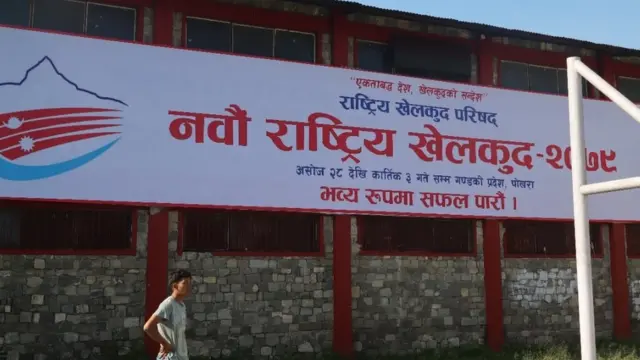 "एकताबद्ध देश, खेलकुदको सन्देश"
राष्ट्रिय खेलकुद परिषद्
नवौं राष्ट्रिय खेलकुद-२०७९
असोज २८ देखि कार्तिक ३ गते सम्म गण्डकी प्रदेश, पोखरा
भव्य रुपमा सफल पारौं ।